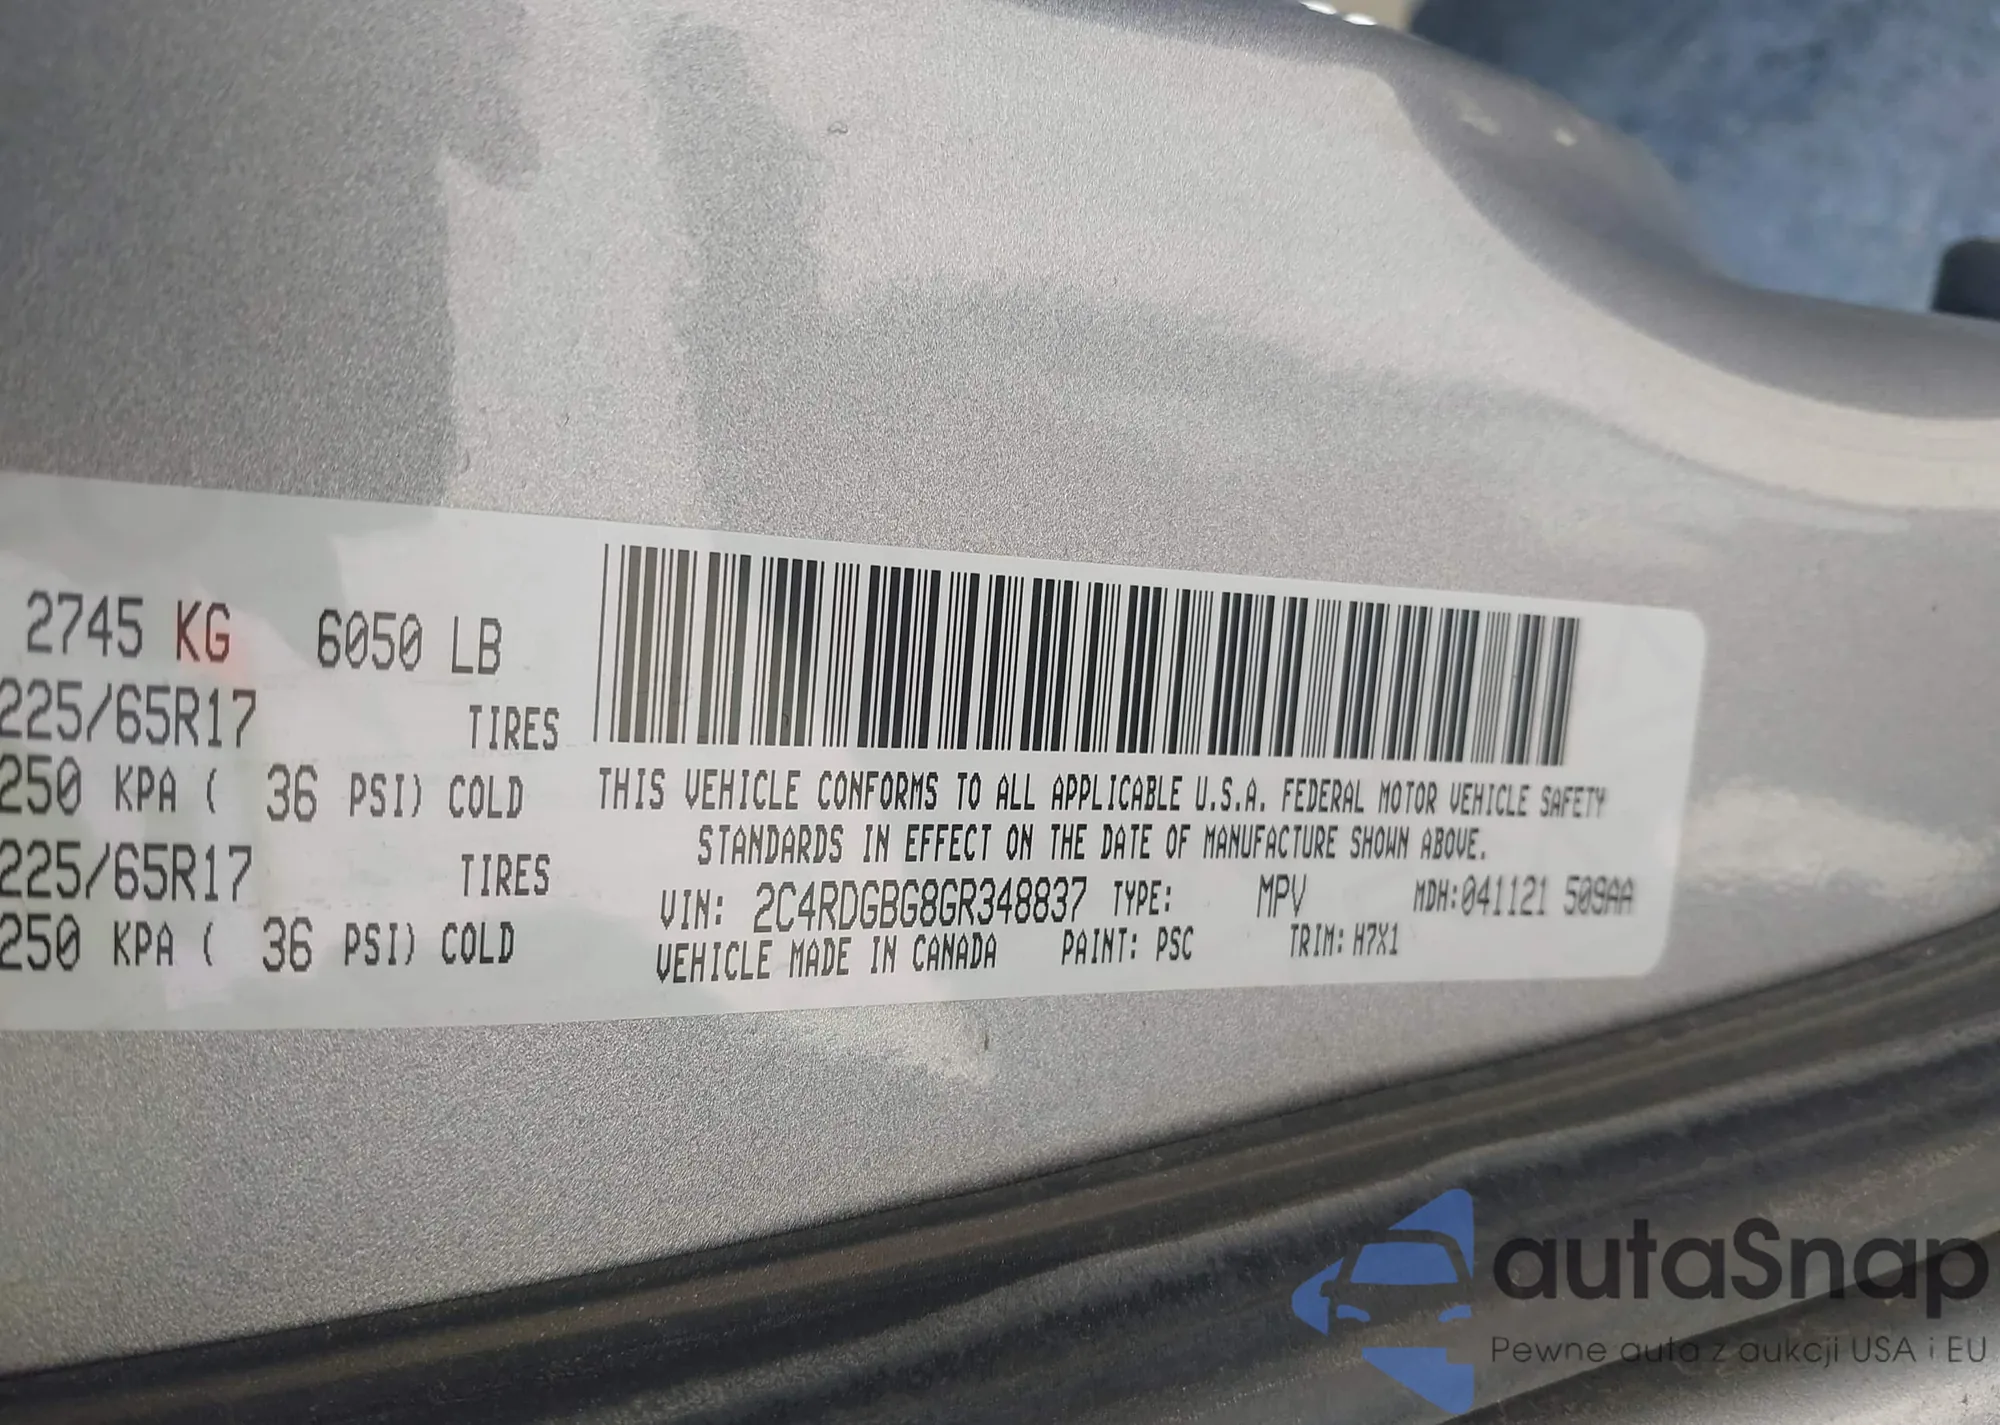 2745 KG 6050 LB
225/65R17 TIRES
250 KPA ( 36 PSI) COLD
225/65R17 TIRES
250 KPA ( 36 PSI) COLD
THIS VEHICLE CONFORMS TO ALL APPLICABLE U.S.A. FEDERAL MOTOR VEHICLE SAFETY
STANDARDS IN EFFECT ON THE DATE OF MANUFACTURE SHOWN ABOVE.
VIN: 2C4RDGBG8GR348837 TYPE: MPV MDH:041121 509AA
VEHICLE MADE IN CANADA PAINT: PSC TRIM: H7X1
autaSnap
Pewne auta z aukcji USA i EU